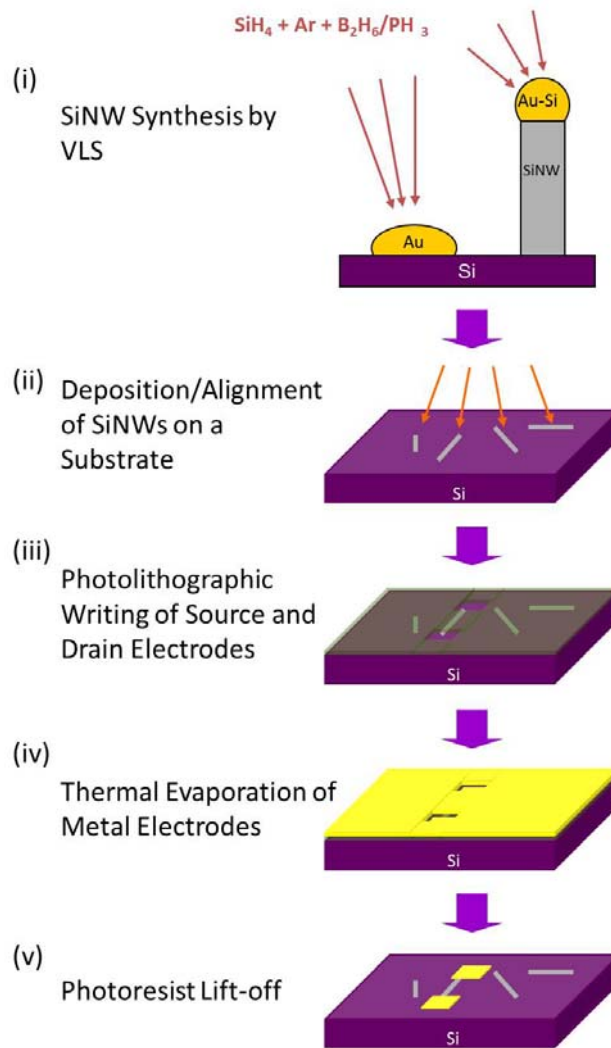 SiH₄ + Ar + B₂H₆/PH ₃
(i)
SiNW Synthesis by
VLS
Au-Si
SiNW
Au
Si
(ii)
Deposition/Alignment
of SiNWs on a
Substrate
Si
(iii)
Photolithographic
Writing of Source and
Drain Electrodes
Si
(iv)
Thermal Evaporation of
Metal Electrodes
Si
(v)
Photoresist Lift-off
Si